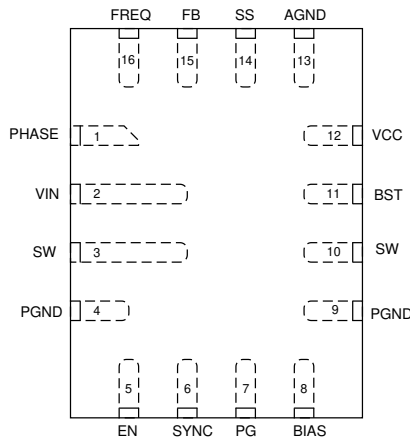 FREQ FB SS AGND
16 15 14 13
PHASE 1 12 VCC
VIN 2 11 BST
SW 3 10 SW
PGND 4 9 PGND
5 6 7 8
EN SYNC PG BIAS